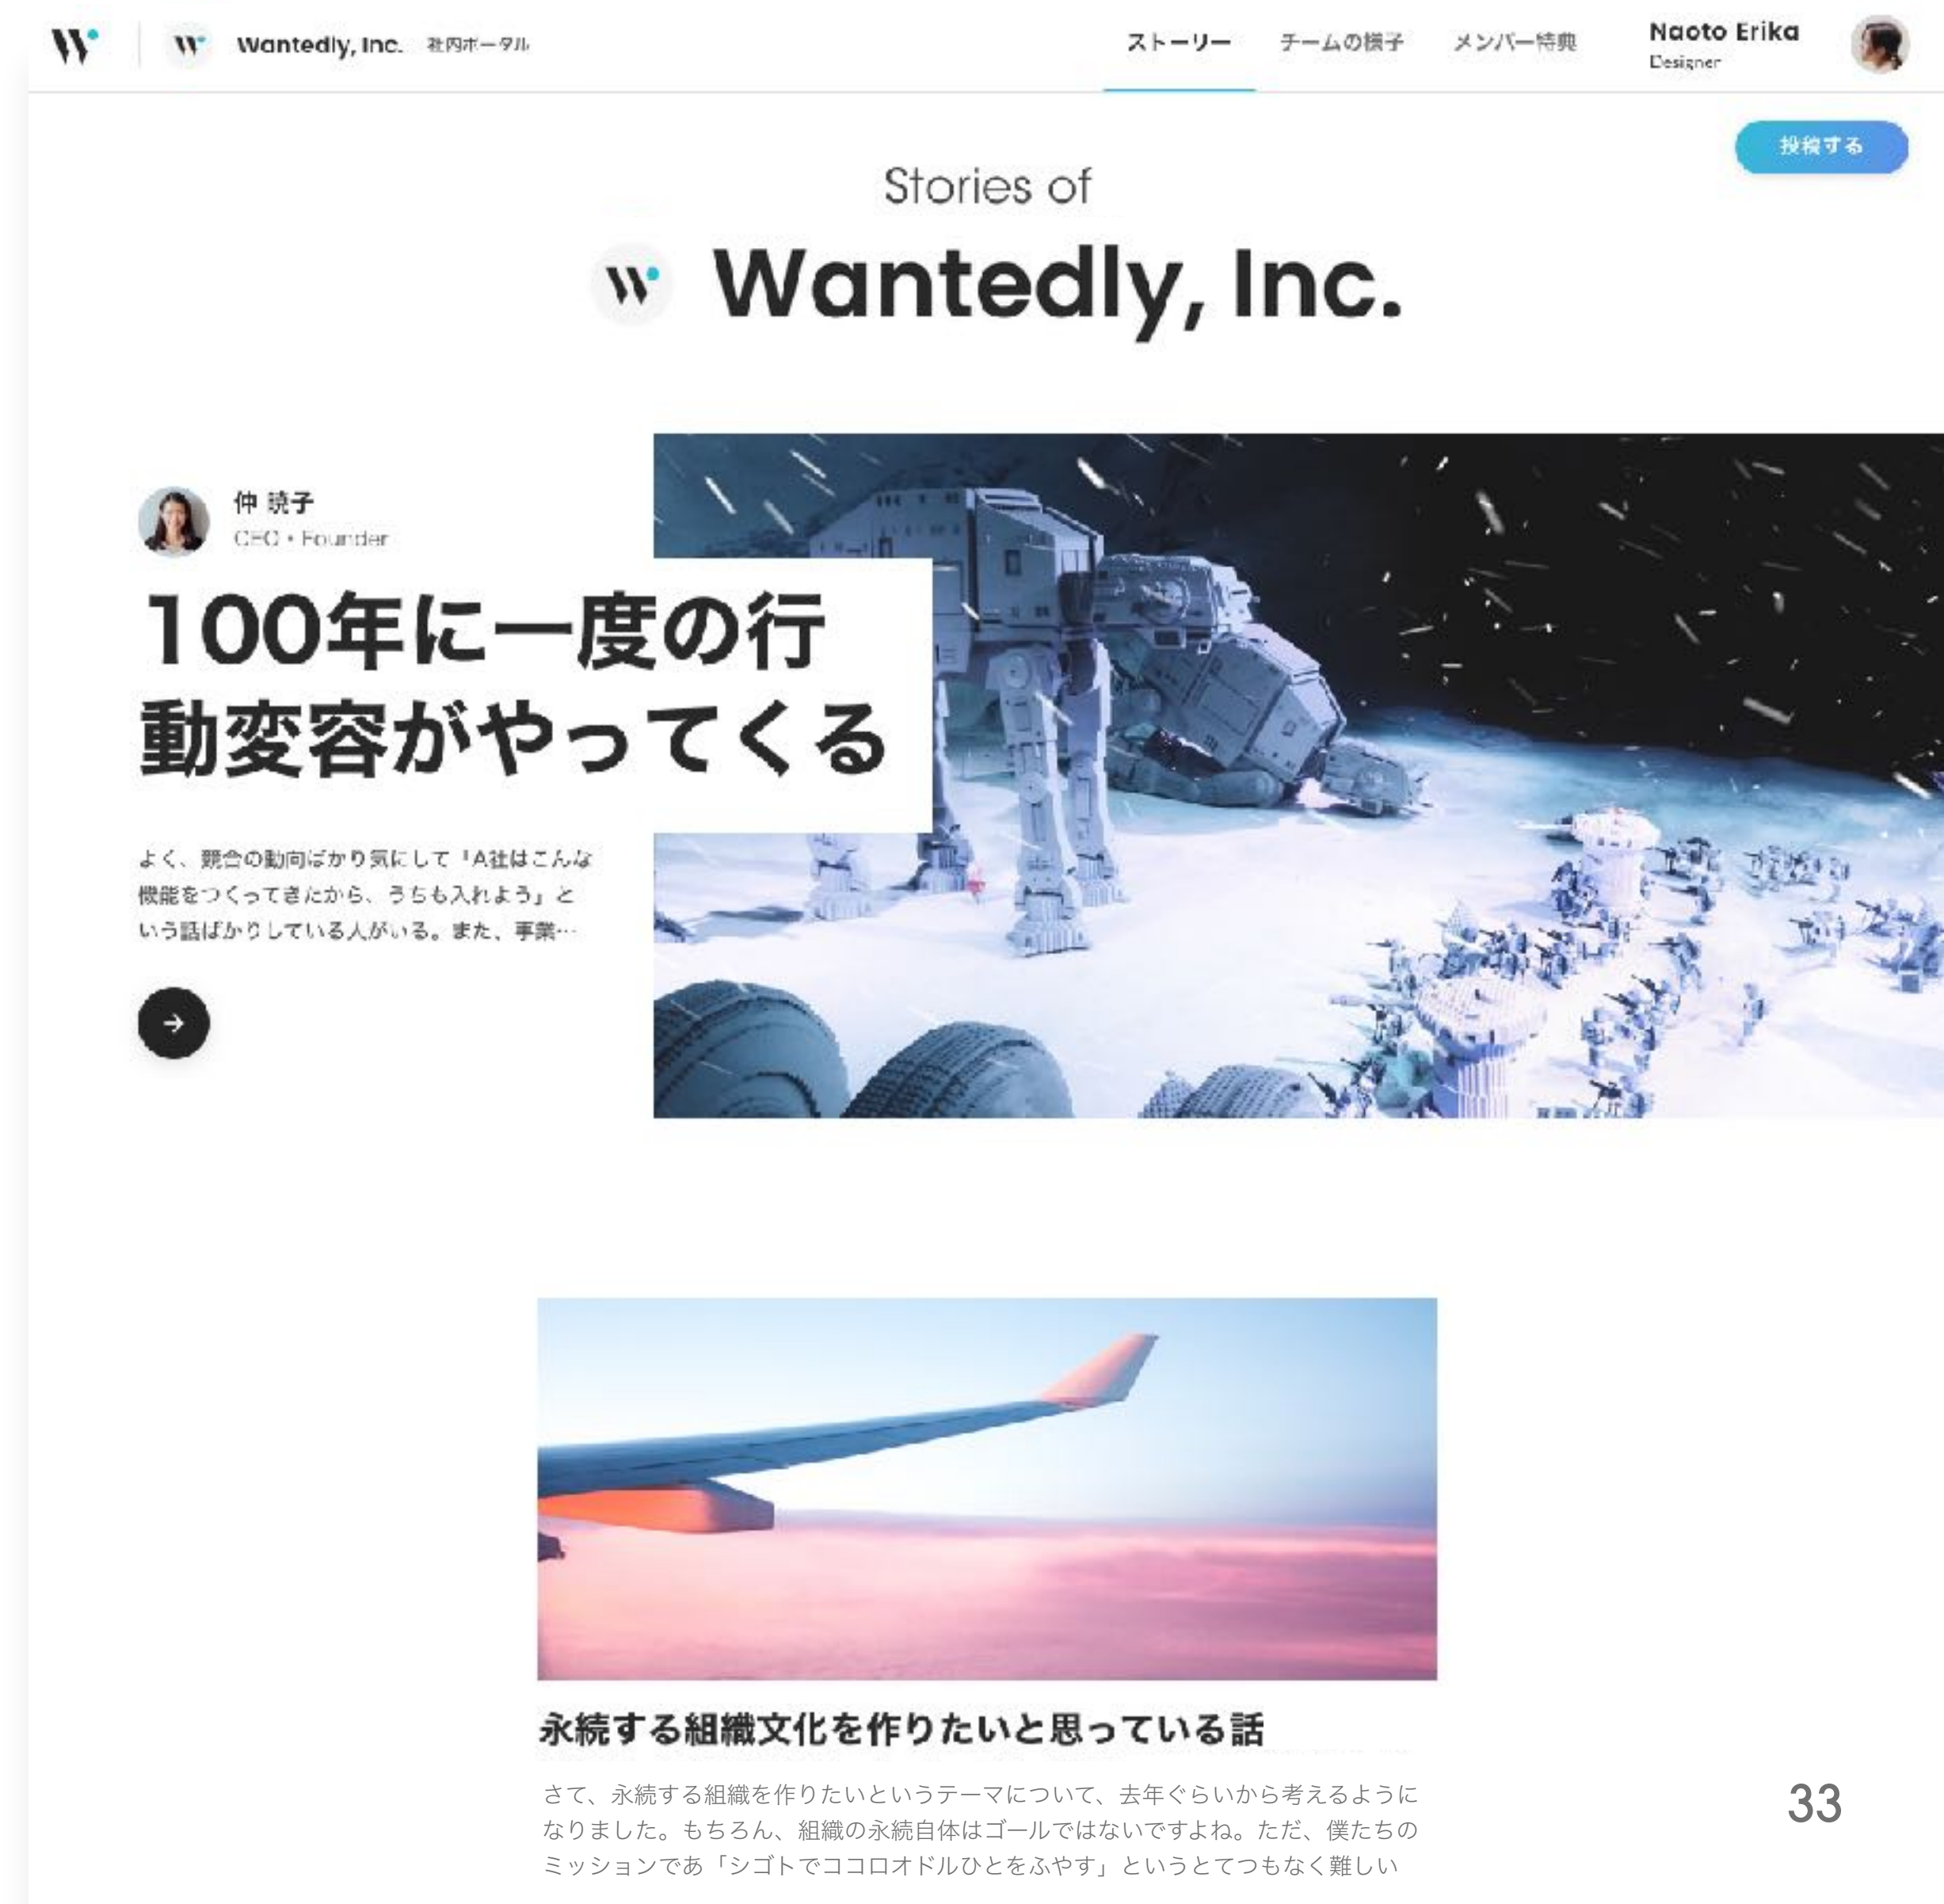 Wantedly, Inc. 社内ポータル
ストーリー チームの様子 メンバー特典
Naoto Erika
Designer
投稿する
Stories of
Wantedly, Inc.
仲 暁子
CEO • Founder
100年に一度の行
動変容がやってくる
よく、競合の動向ばかり気にして「A社はこんな
機能をつくってきたから、うちも入れよう」と
いう話ばかりしている人がいる。また、事業…
永続する組織文化を作りたいと思っている話
さて、永続する組織を作りたいというテーマについて、去年ぐらいから考えるように
なりました。もちろん、組織の永続自体はゴールではないですよね。ただ、僕たちの
ミッションであ「シゴトでココロオドルひとをふやす」というとてつもなく難しい
33